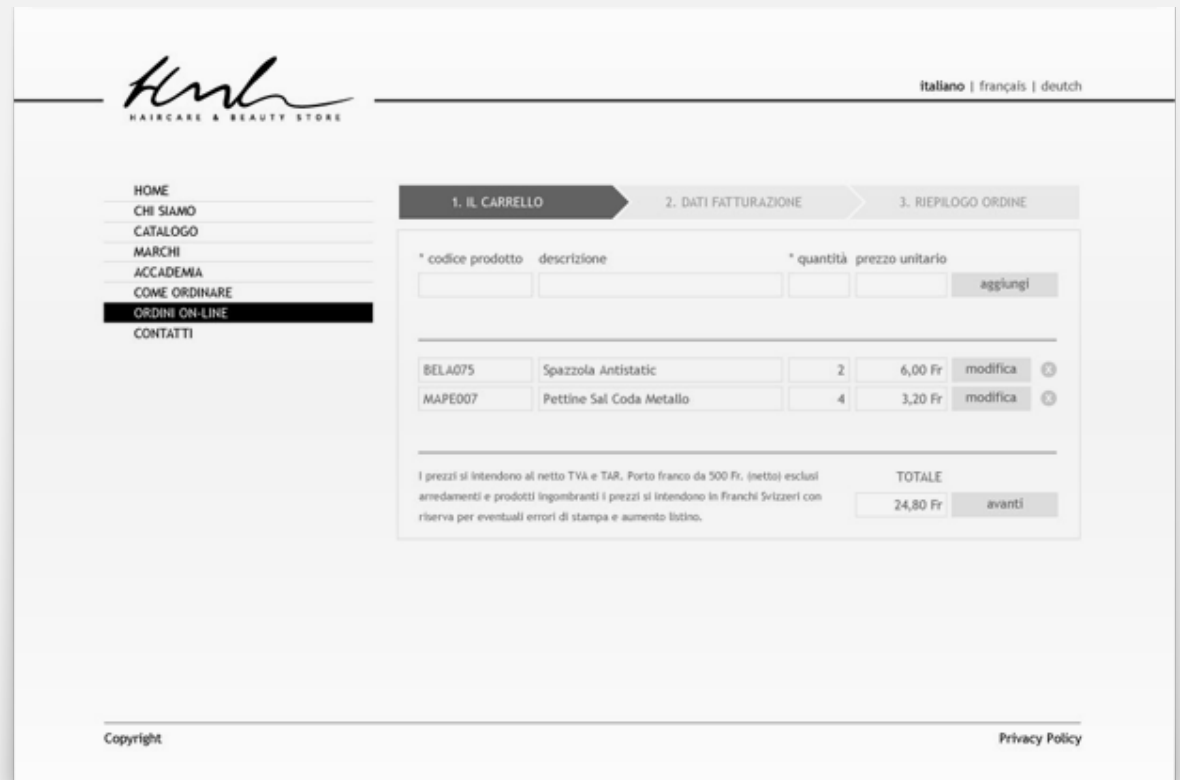 HAIRCARE & BEAUTY STORE
italiano | français | deutch
HOME
CHI SIAMO
CATALOGO
MARCHI
ACCADEMIA
COME ORDINARE
ORDINI ON-LINE
CONTATTI
1. IL CARRELLO 2. DATI FATTURAZIONE 3. RIEPILOGO ORDINE
* codice prodotto descrizione * quantità prezzo unitario
aggiungi
BELA075 Spazzola Antistatic 2 6,00 Fr modifica
MAPE007 Pettine Sal Coda Metallo 4 3,20 Fr modifica
I prezzi si intendono al netto TVA e TAR. Porto franco da 500 Fr. (netto) esclusi
arredamenti e prodotti ingombranti i prezzi si intendono in Franchi Svizzeri con
riserva per eventuali errori di stampa e aumento listino.
TOTALE
24,80 Fr avanti
Copyright Privacy Policy